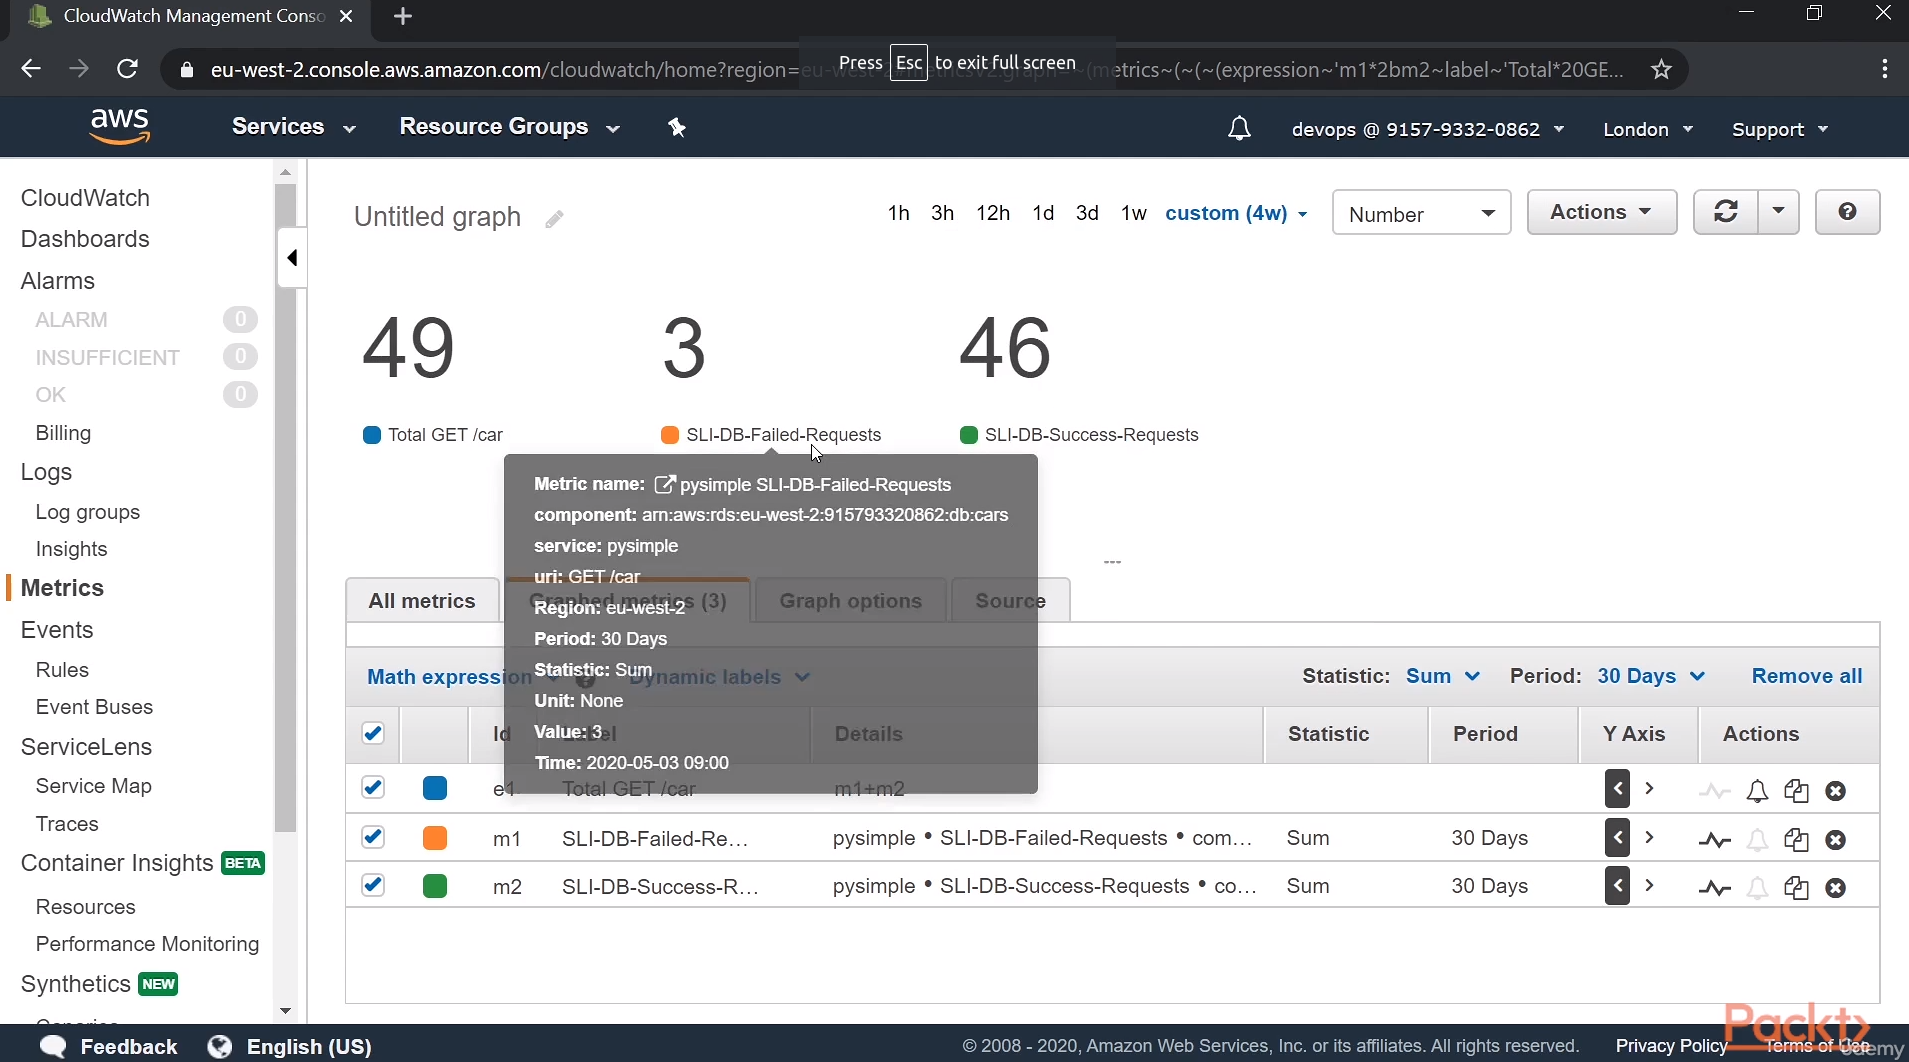 CloudWatch Management Conso
Press Esc to exit full screen
eu-west-2.console.aws.amazon.com/cloudwatch/home?region=eu-west-2#metricsV2:graph=~(metrics~(~(~(expression~'m1*2bm2~label~'Total*20GE...
aws
Services
Resource Groups
devops @ 9157-9332-0862
London
Support
CloudWatch
Dashboards
Alarms
ALARM 0
INSUFFICIENT 0
OK 0
Billing
Logs
Log groups
Insights
Metrics
Events
Rules
Event Buses
ServiceLens
Service Map
Traces
Container Insights BETA
Resources
Performance Monitoring
Synthetics NEW
Canaries
Untitled graph
1h 3h 12h 1d 3d 1w custom (4w)
Number
Actions
49 3 46
Total GET /car
SLI-DB-Failed-Requests
SLI-DB-Success-Requests
Metric name: pysimple SLI-DB-Failed-Requests
component: arn:aws:rds:eu-west-2:915793320862:db:cars
service: pysimple
uri: GET /car
Region: eu-west-2
Period: 30 Days
Statistic: Sum
Unit: None
Value: 3
Time: 2020-05-03 09:00
All metrics
Graphed metrics (3)
Graph options
Source
Math expression
Dynamic labels
Statistic: Sum
Period: 30 Days
Remove all
Id Label Details Statistic Period Y Axis Actions
e1 Total GET /car m1+m2
m1 SLI-DB-Failed-Re... pysimple • SLI-DB-Failed-Requests • com... Sum 30 Days
m2 SLI-DB-Success-R... pysimple • SLI-DB-Success-Requests • co... Sum 30 Days
Feedback
English (US)
© 2008 - 2020, Amazon Web Services, Inc. or its affiliates. All rights reserved.
Privacy Policy
Terms of Use
Packt>
udemy